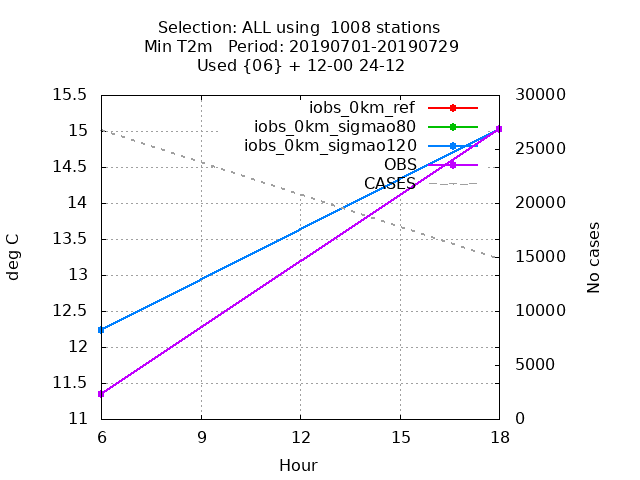 Selection: ALL using  1008 stations
Min T2m   Period: 20190701-20190729
Used {06} + 12-00 24-12
15.5
15
14.5
14
13.5
13
12.5
12
11.5
11
deg C
30000
25000
20000
15000
10000
5000
0
No cases
iobs_0km_ref
iobs_0km_sigmao80
iobs_0km_sigmao120
OBS
CASES
6
9
12
15
18
Hour